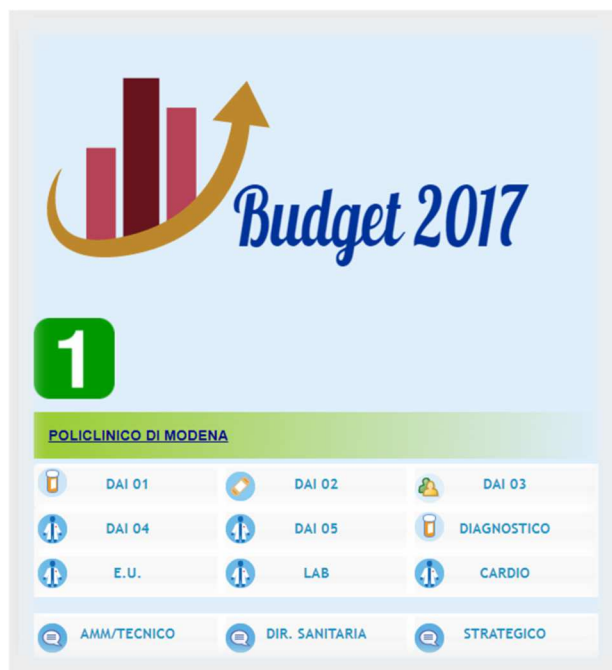 Budget 2017
1
POLICLINICO DI MODENA
DAI 01 DAI 02 DAI 03
DAI 04 DAI 05 DIAGNOSTICO
E.U. LAB CARDIO
AMM/TECNICO DIR. SANITARIA STRATEGICO